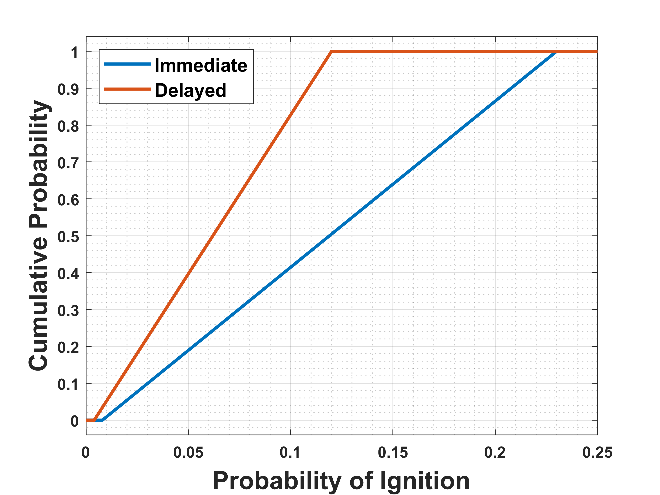 1
0.9
0.8
0.7
0.6
0.5
0.4
0.3
0.2
0.1
0
Immediate
Delayed
Cumulative Probability
0 0.05 0.1 0.15 0.2 0.25
Probability of Ignition